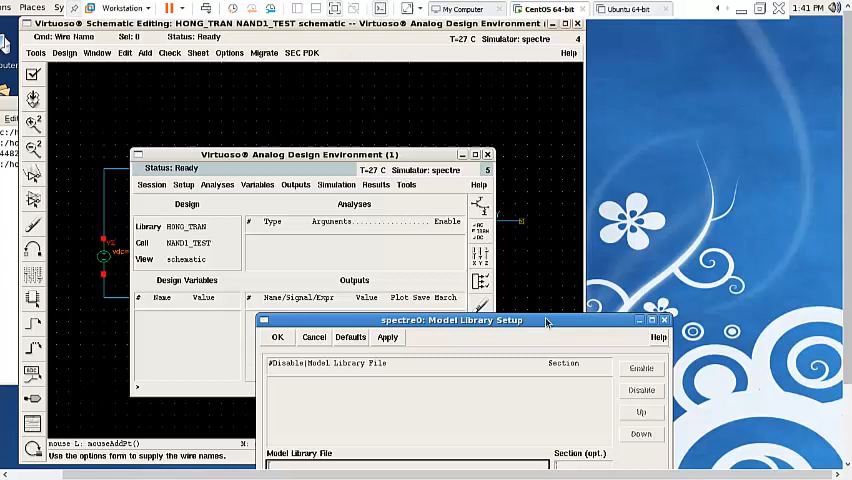 ons Places Sy Workstation My Computer CentOS 64-bit Ubuntu 64-bit 1:41 PM
Virtuoso® Schematic Editing: HONG_TRAN NAND1_TEST schematic -- Virtuoso® Analog Design Environment (
Cmd: Wire Name Sel: 0 Status: Ready T=27 C Simulator: spectre 4
Tools Design Window Edit Add Check Sheet Options Migrate SEC PDK Help
Edi
Virtuoso® Analog Design Environment (1)
Status: Ready T=27 C Simulator: spectre 5
Session Setup Analyses Variables Outputs Simulation Results Tools Help
Design Analyses
# Type Arguments.................. Enable
Library HONG_TRAN
Cell NAND1_TEST
View schematic
vdc=
Design Variables Outputs
# Name Value # Name/Signal/Expr Value Plot Save March
spectre0: Model Library Setup
OK Cancel Defaults Apply Help
#Disable|Model Library File Section
Enable
Disable
Up
Down
Model Library File Section (opt.)
>
mouse L: mouseAddPt() M:
Use the options form to supply the wire names.